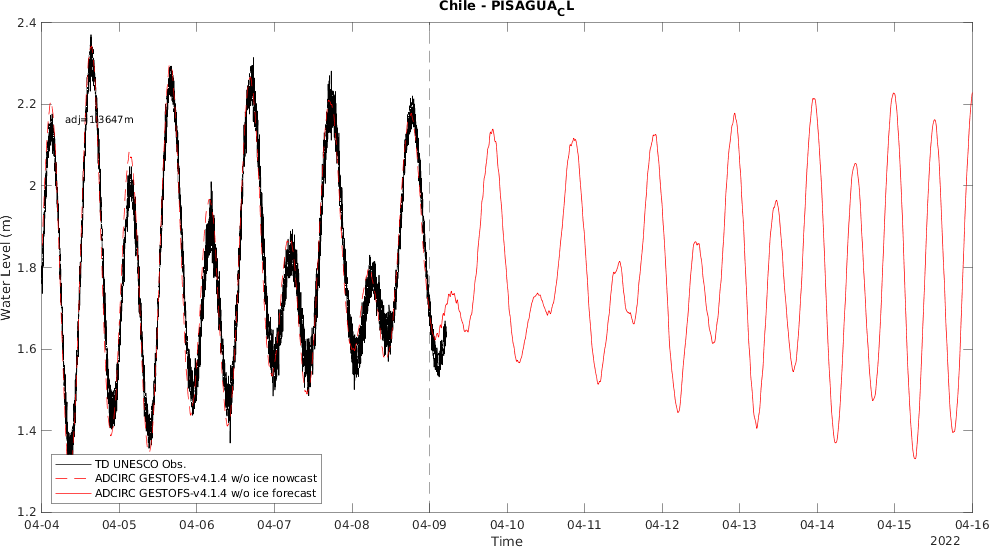 Chile - PISAGUA_CL
2.4
2.2
2
1.8
1.6
1.4
1.2
Water Level (m)
adj=1.3647m
TD UNESCO Obs.
ADCIRC GESTOFS-v4.1.4 w/o ice nowcast
ADCIRC GESTOFS-v4.1.4 w/o ice forecast
04-04 04-05 04-06 04-07 04-08 04-09 04-10 04-11 04-12 04-13 04-14 04-15 04-16
Time
2022